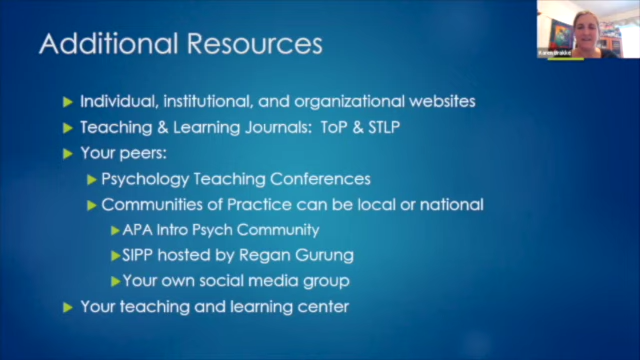 Additional Resources
Individual, institutional, and organizational websites
Teaching & Learning Journals: ToP & STLP
Your peers:
Psychology Teaching Conferences
Communities of Practice can be local or national
APA Intro Psych Community
SIPP hosted by Regan Gurung
Your own social media group
Your teaching and learning center